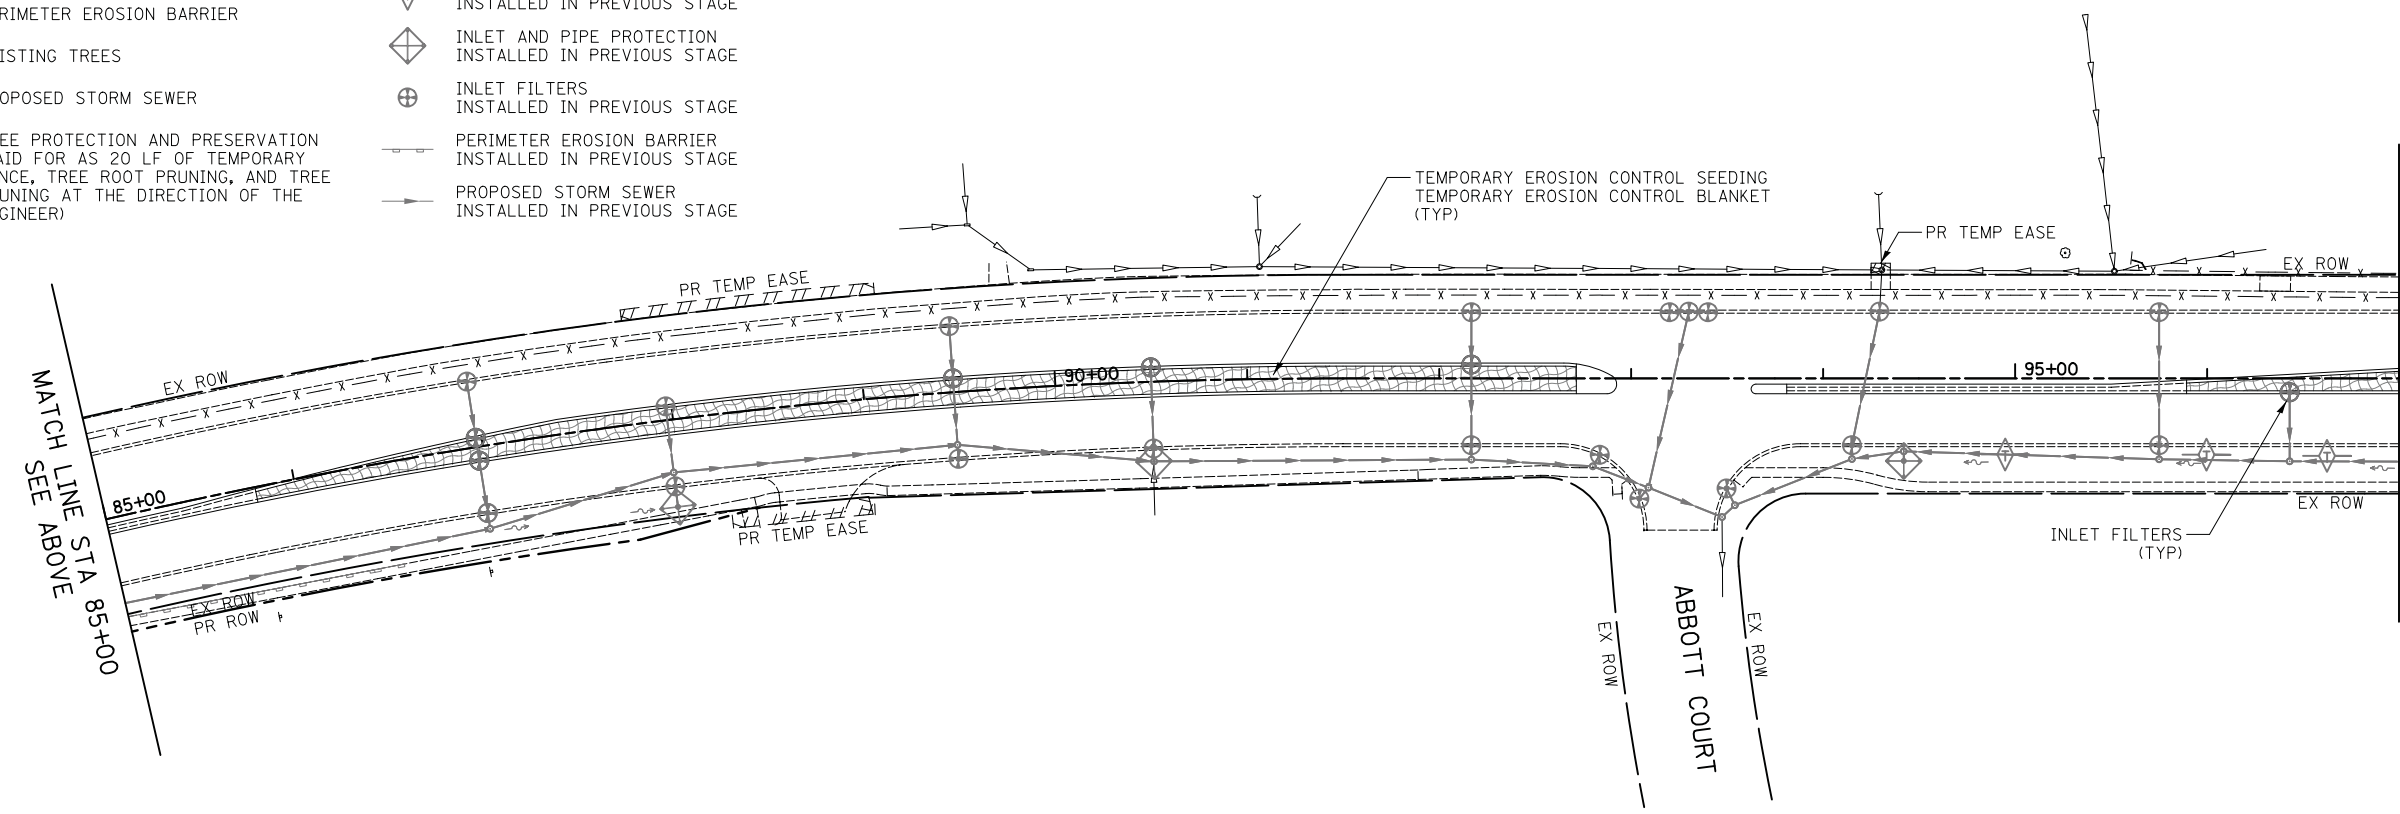 RIMETER EROSION BARRIER
ISTING TREES
OPOSED STORM SEWER
EE PROTECTION AND PRESERVATION
AID FOR AS 20 LF OF TEMPORARY
NCE, TREE ROOT PRUNING, AND TREE
UNING AT THE DIRECTION OF THE
GINEER)
INSTALLED IN PREVIOUS STAGE
INLET AND PIPE PROTECTION
INSTALLED IN PREVIOUS STAGE
INLET FILTERS
INSTALLED IN PREVIOUS STAGE
PERIMETER EROSION BARRIER
INSTALLED IN PREVIOUS STAGE
PROPOSED STORM SEWER
INSTALLED IN PREVIOUS STAGE
TEMPORARY EROSION CONTROL SEEDING
TEMPORARY EROSION CONTROL BLANKET
(TYP)
PR TEMP EASE
EX ROW
PR TEMP EASE
EX ROW
90+00
95+00
MATCH LINE STA 85+00
SEE ABOVE
85+00
PR TEMP EASE
EX ROW
INLET FILTERS
(TYP)
EX ROW
PR ROW
ABBOTT COURT
EX ROW
EX ROW
T
T
T